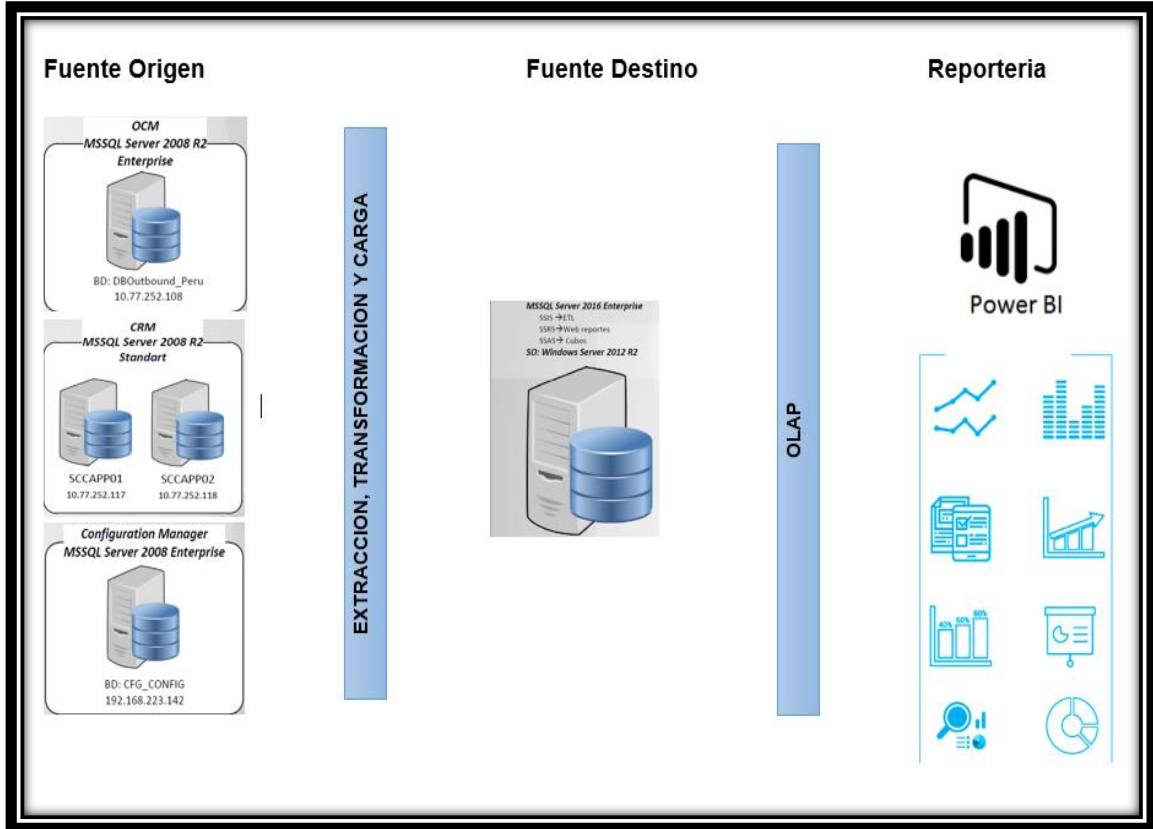 Fuente Origen
Fuente Destino
Reporteria
OCM
MSSQL Server 2008 R2
Enterprise
BD: DBOutbound_Peru
10.77.252.108
CRM
MSSQL Server 2008 R2
Standart
SCCAPP01
10.77.252.117
SCCAPP02
10.77.252.118
Configuration Manager
MSSQL Server 2008 Enterprise
BD: CFG_CONFIG
192.168.223.142
EXTRACCION, TRANSFORMACION Y CARGA
MSSQL Server 2016 Enterprise
SSIS → ETL
SSRS → Web reportes
SSAS → Cubos
SO: Windows Server 2012 R2
OLAP
Power BI
40% 60% 80%